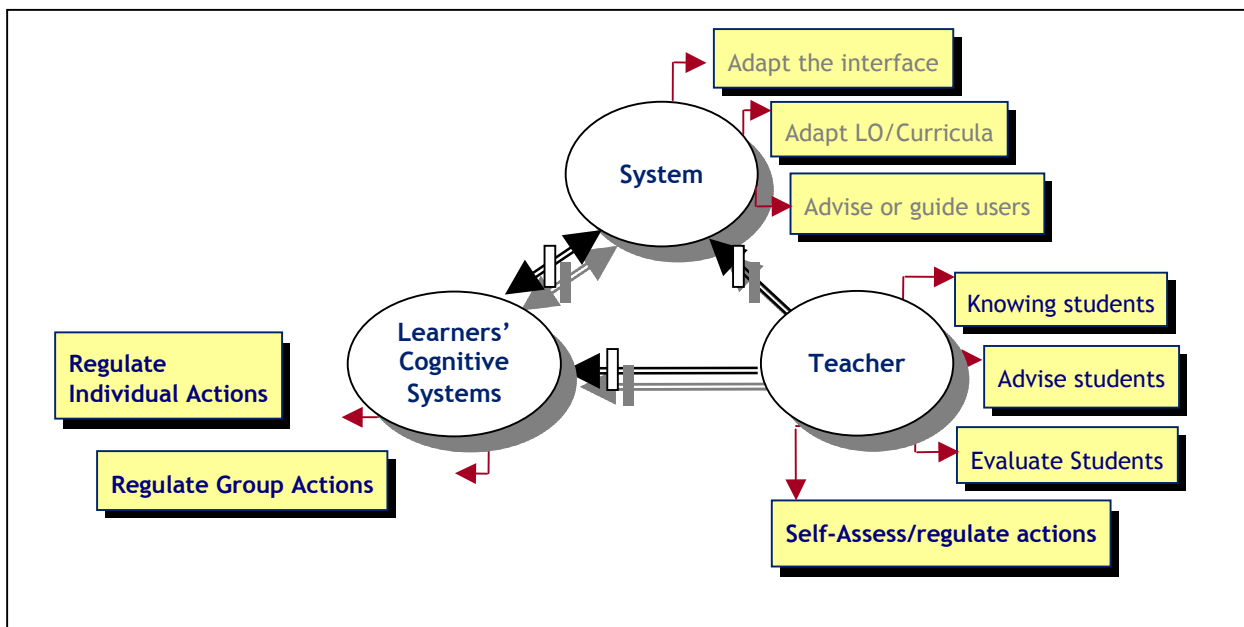 Adapt the interface
Adapt LO/Curricula
System
Advise or guide users
Knowing students
Learners’
Cognitive
Systems
Teacher
Regulate
Individual Actions
Advise students
Regulate Group Actions
Evaluate Students
Self-Assess/regulate actions